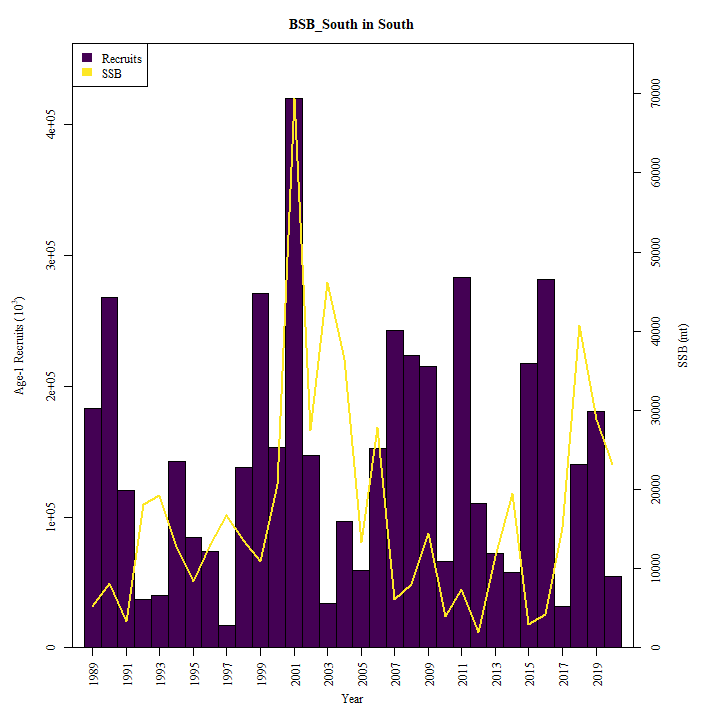 BSB_South in South
Recruits
SSB
Age-1 Recruits (10³)
0
1e+05
2e+05
3e+05
4e+05
SSB (mt)
0
10000
20000
30000
40000
50000
60000
70000
1989
1991
1993
1995
1997
1999
2001
2003
2005
2007
2009
2011
2013
2015
2017
2019
Year